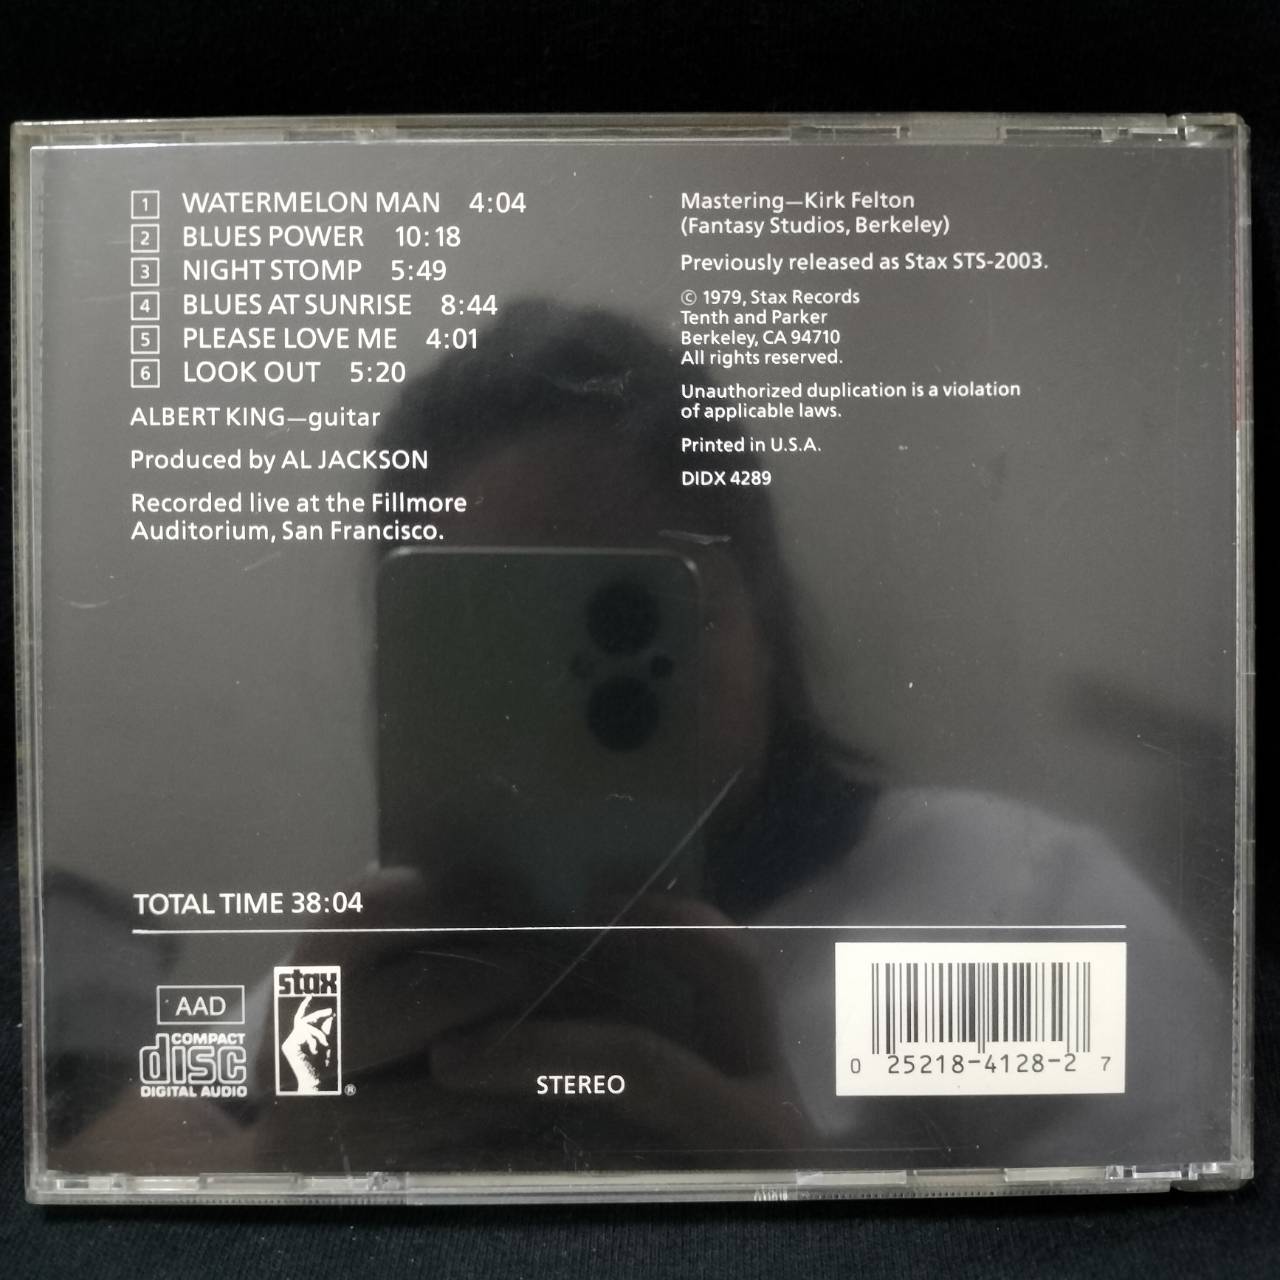 1 WATERMELON MAN 4:04
2 BLUES POWER 10:18
3 NIGHT STOMP 5:49
4 BLUES AT SUNRISE 8:44
5 PLEASE LOVE ME 4:01
6 LOOK OUT 5:20
ALBERT KING—guitar
Produced by AL JACKSON
Recorded live at the Fillmore
Auditorium, San Francisco.
Mastering—Kirk Felton
(Fantasy Studios, Berkeley)
Previously released as Stax STS-2003.
© 1979, Stax Records
Tenth and Parker
Berkeley, CA 94710
All rights reserved.
Unauthorized duplication is a violation
of applicable laws.
Printed in U.S.A.
DIDX 4289
TOTAL TIME 38:04
AAD
COMPACT
disc
DIGITAL AUDIO
stax
®
STEREO
0 25218-4128-2 7